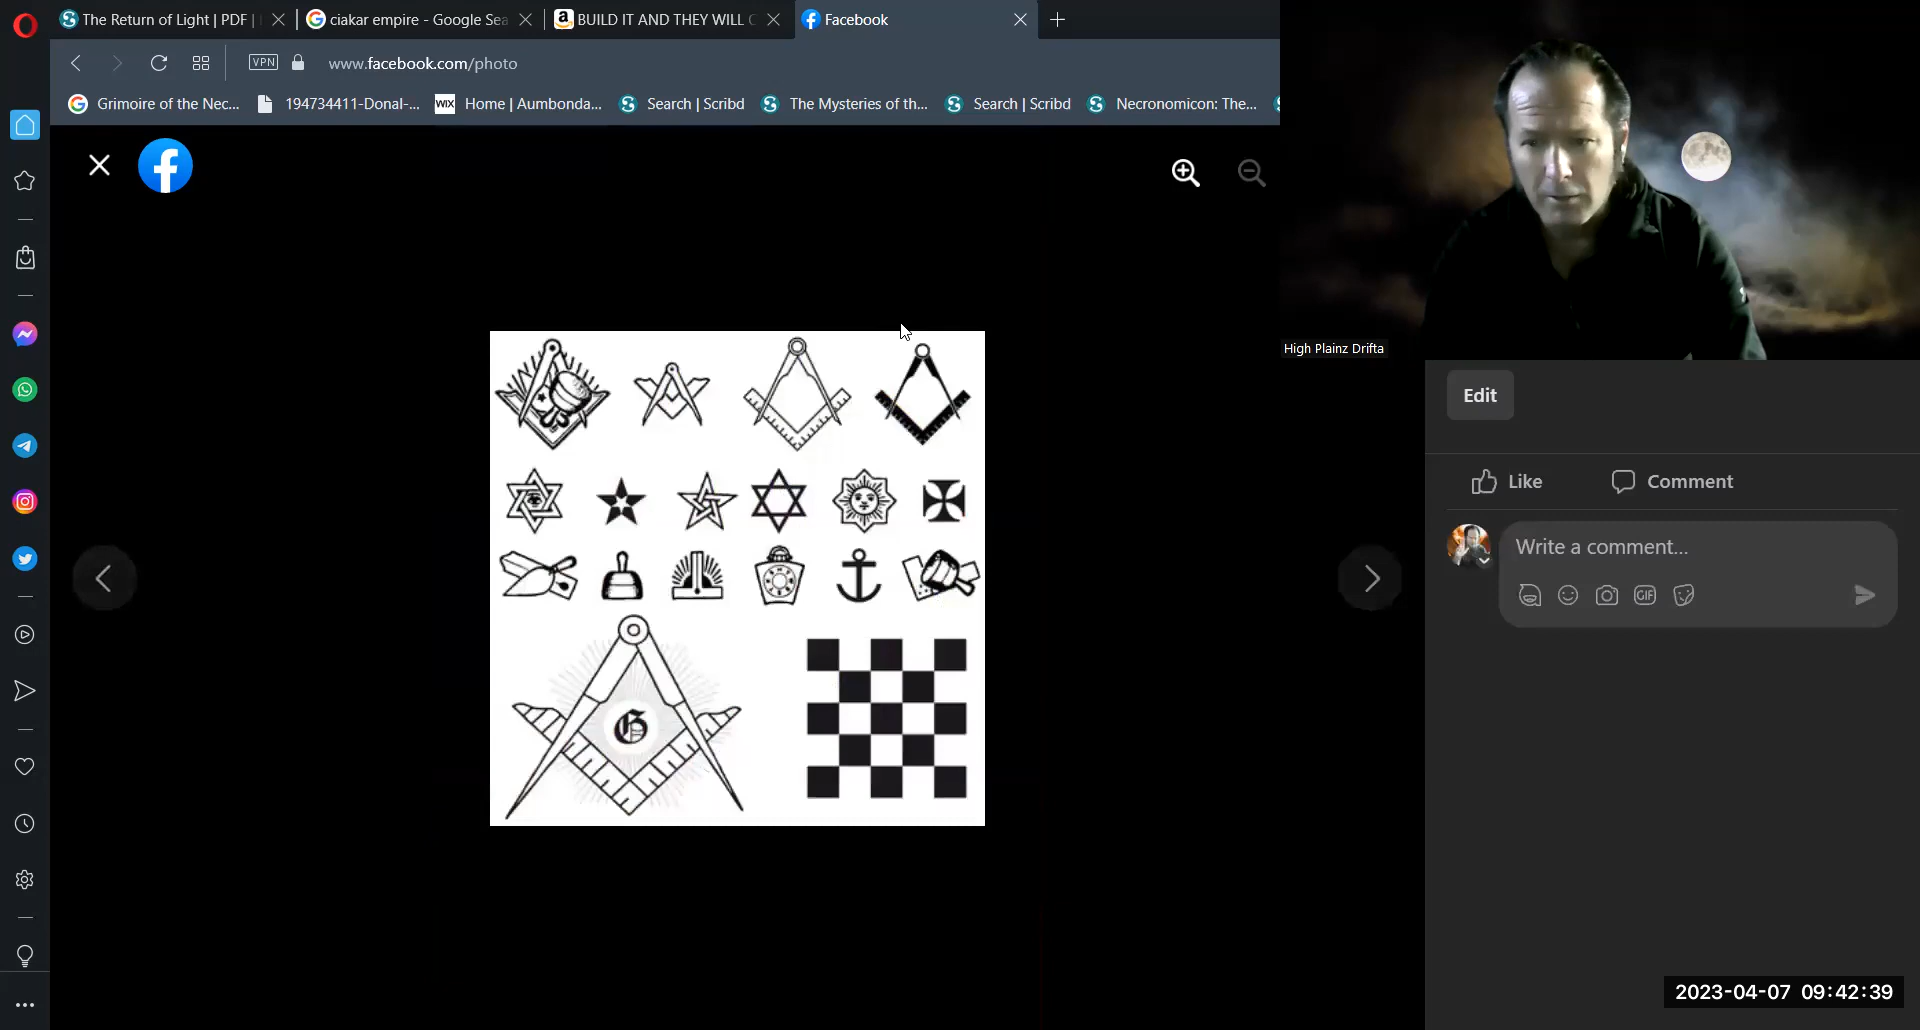 The Return of Light | PDF |
ciakar empire - Google Sea
BUILD IT AND THEY WILL C
Facebook
VPN
www.facebook.com/photo
Grimoire of the Nec...
194734411-Donal-...
WIX
Home | Aumbonda...
Search | Scribd
The Mysteries of th...
Search | Scribd
Necronomicon: The...
High Plainz Drifta
Edit
Like
Comment
Write a comment...
GIF
G
2023-04-07 09:42:39